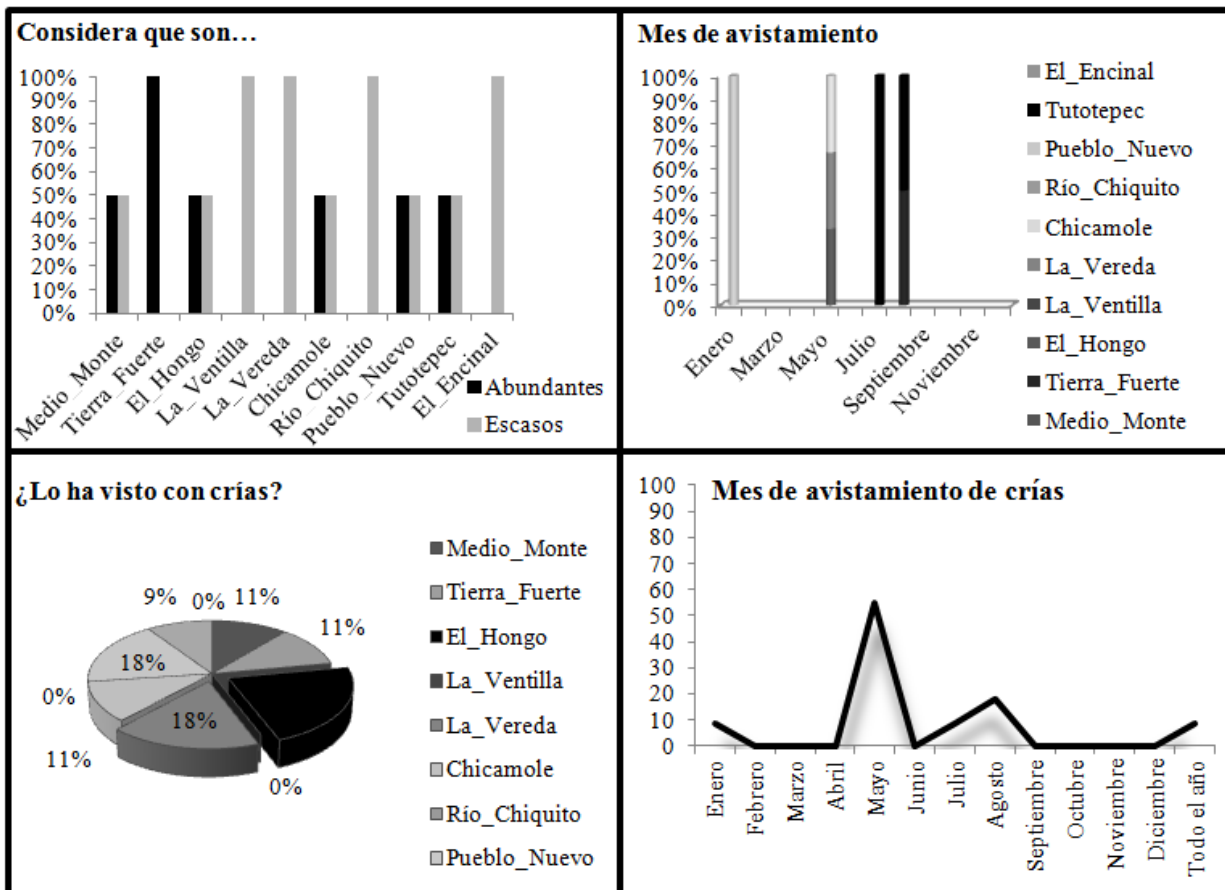 Considera que son…
100%
90%
80%
70%
60%
50%
40%
30%
20%
10%
0%
Medio_Monte
Tierra_Fuerte
El_Hongo
La_Ventilla
La_Vereda
Chicamole
Río_Chiquito
Pueblo_Nuevo
Tutotepec
El_Encinal
Abundantes
Escasos
Mes de avistamiento
100%
90%
80%
70%
60%
50%
40%
30%
20%
10%
0%
Enero
Marzo
Mayo
Julio
Septiembre
Noviembre
El_Encinal
Tutotepec
Pueblo_Nuevo
Río_Chiquito
Chicamole
La_Vereda
La_Ventilla
El_Hongo
Tierra_Fuerte
Medio_Monte
¿Lo ha visto con crías?
9%
0%
11%
11%
18%
0%
18%
11%
0%
Medio_Monte
Tierra_Fuerte
El_Hongo
La_Ventilla
La_Vereda
Chicamole
Río_Chiquito
Pueblo_Nuevo
Mes de avistamiento de crías
100
90
80
70
60
50
40
30
20
10
0
Enero
Febrero
Marzo
Abril
Mayo
Junio
Julio
Agosto
Septiembre
Octubre
Noviembre
Diciembre
Todo el año